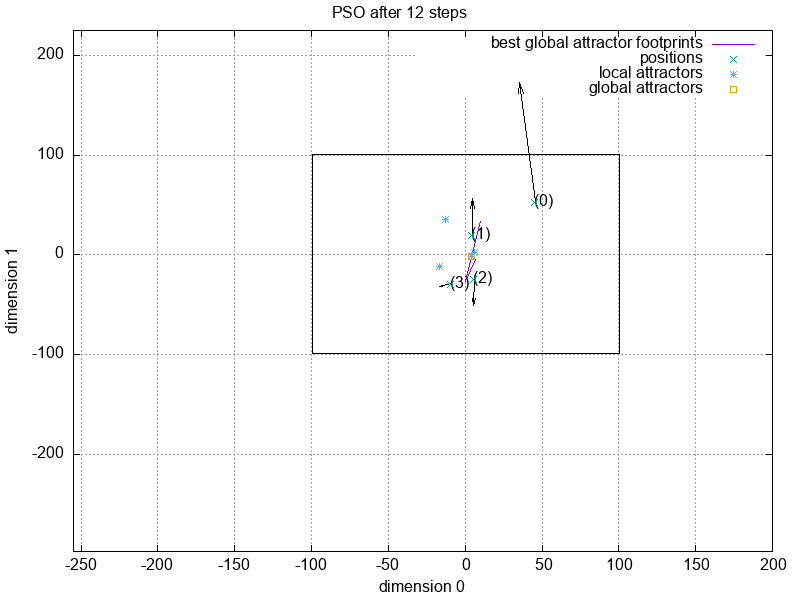 PSO after 12 steps
best global attractor footprints
positions
local attractors
global attractors
200
100
0
-100
-200
dimension 1
(0)
(1)
(2)
(3)
-250
-200
-150
-100
-50
0
50
100
150
200
dimension 0